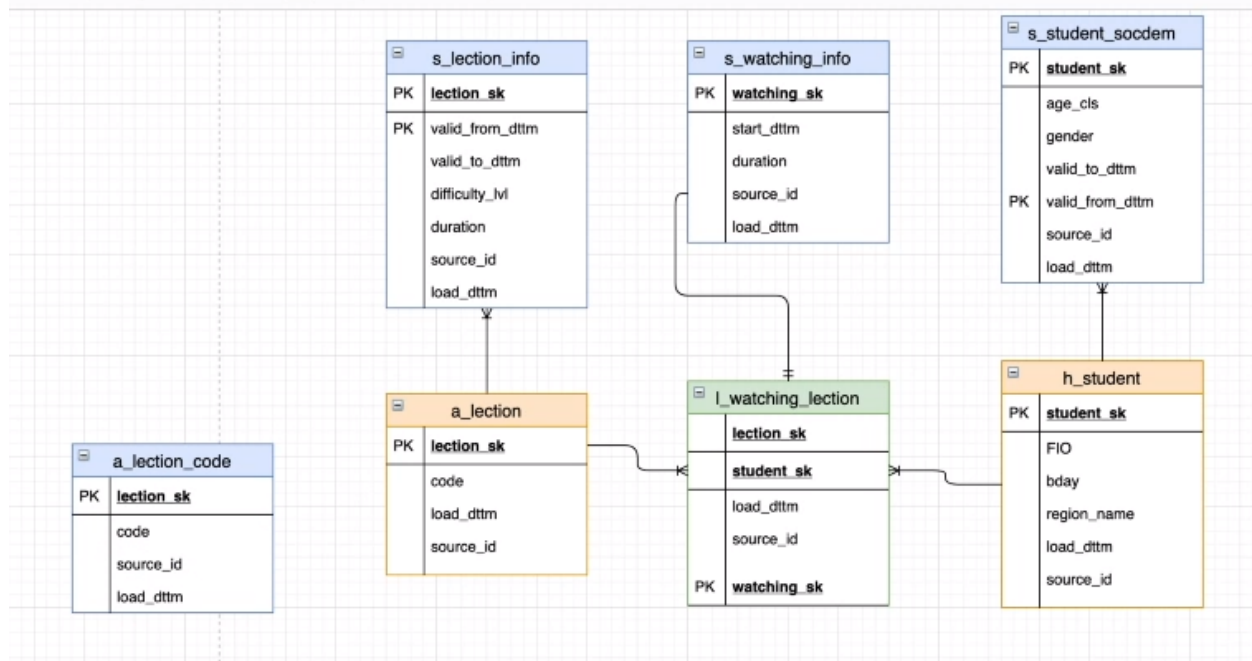 s_lection_info
PK lection_sk
PK valid_from_dttm
valid_to_dttm
difficulty_lvl
duration
source_id
load_dttm
s_watching_info
PK watching_sk
start_dttm
duration
source_id
load_dttm
s_student_socdem
PK student_sk
age_cls
gender
valid_to_dttm
PK valid_from_dttm
source_id
load_dttm
a_lection_code
PK lection_sk
code
source_id
load_dttm
a_lection
PK lection_sk
code
load_dttm
source_id
l_watching_lection
lection_sk
student_sk
load_dttm
source_id
PK watching_sk
h_student
PK student_sk
FIO
bday
region_name
load_dttm
source_id